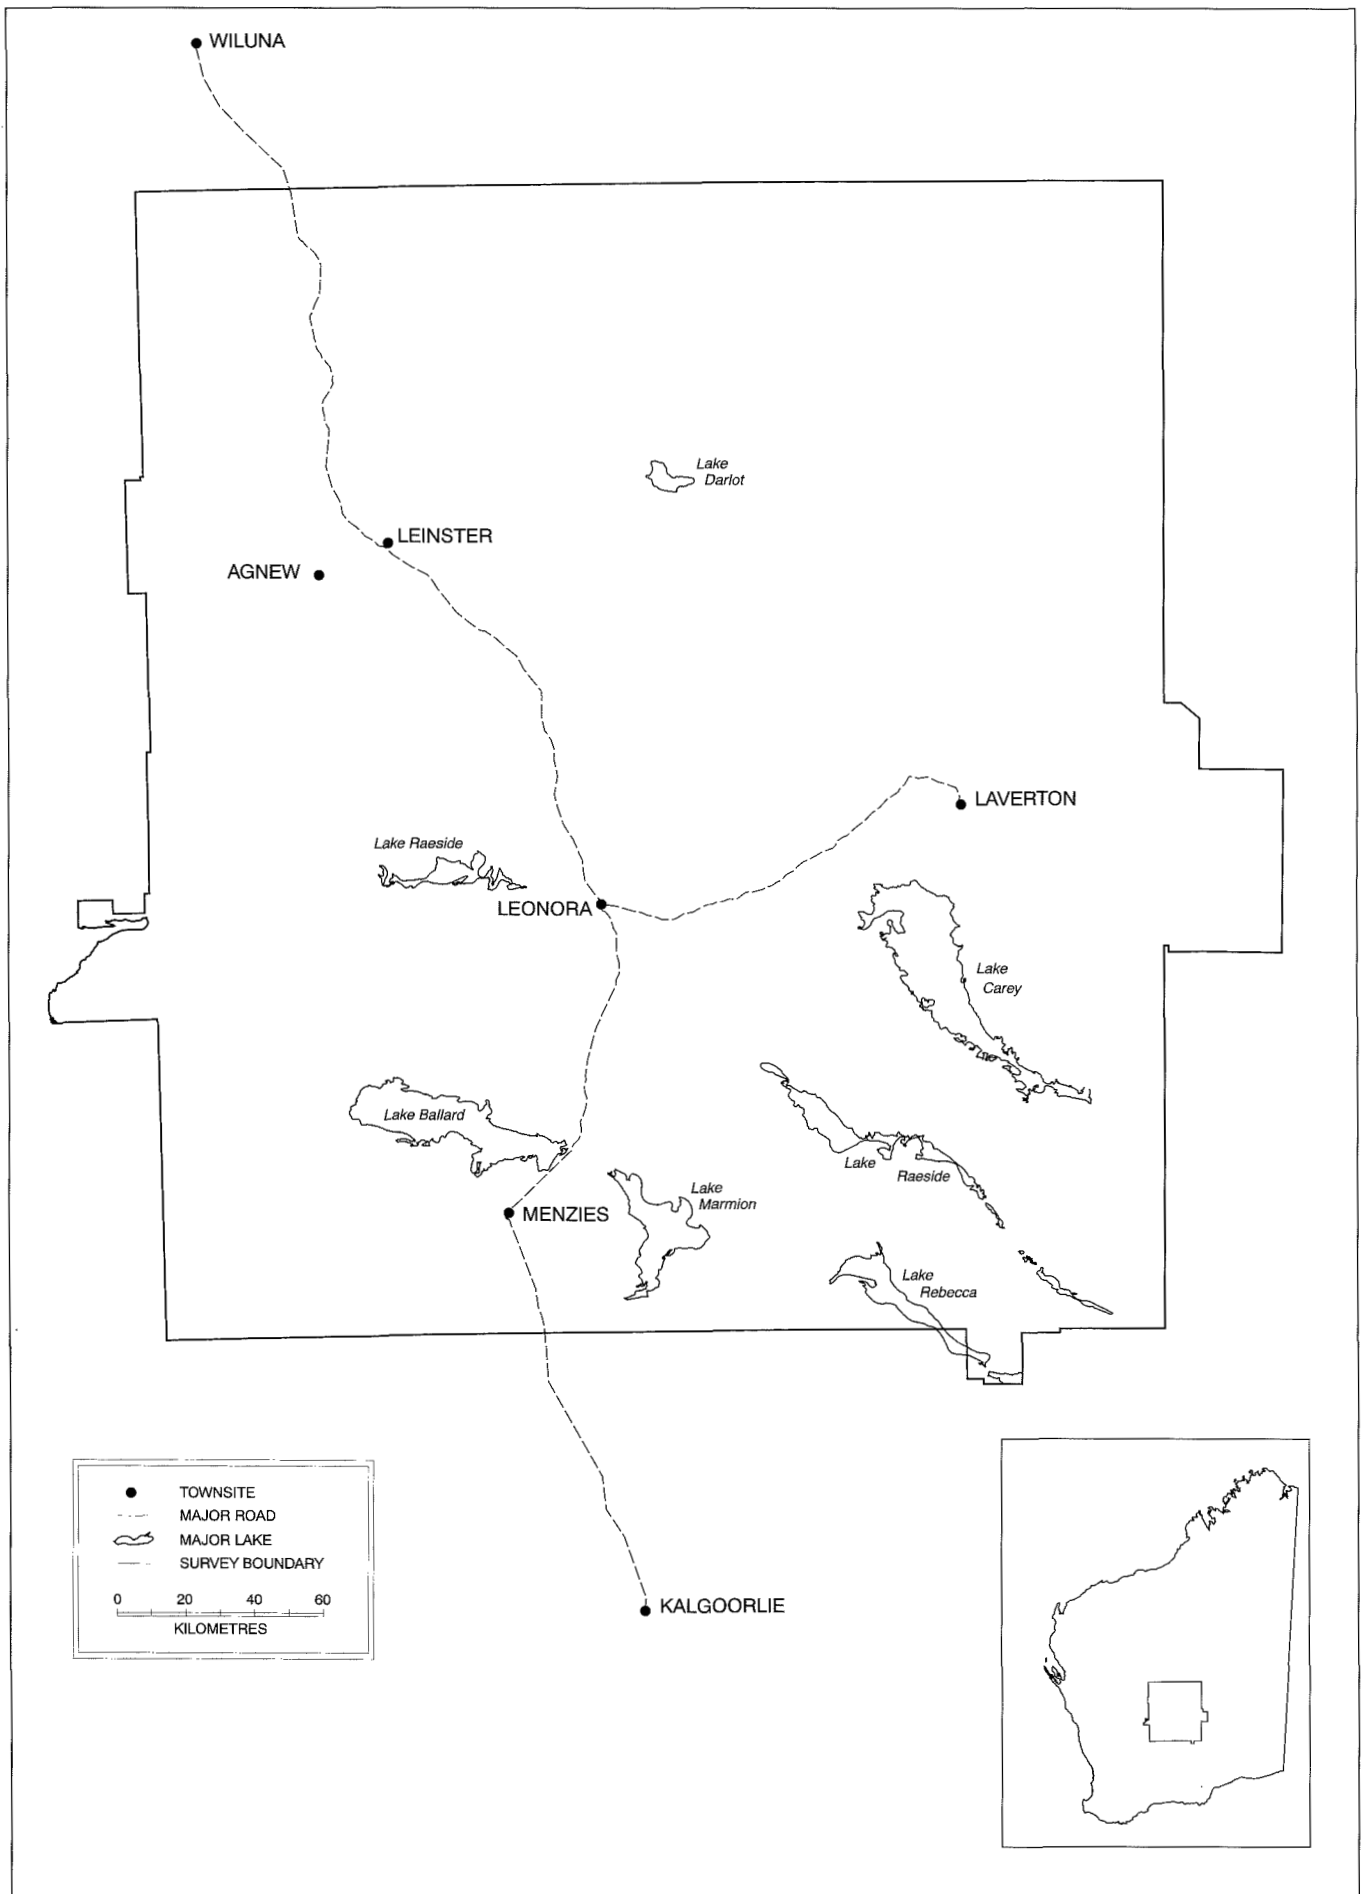 WILUNA
Lake
Darlot
LEINSTER
AGNEW
LAVERTON
Lake Raeside
LEONORA
Lake
Carey
Lake Ballard
Lake
Raeside
Lake
Marmion
MENZIES
Lake
Rebecca
TOWNSITE
MAJOR ROAD
MAJOR LAKE
SURVEY BOUNDARY
0 20 40 60
KILOMETRES
KALGOORLIE